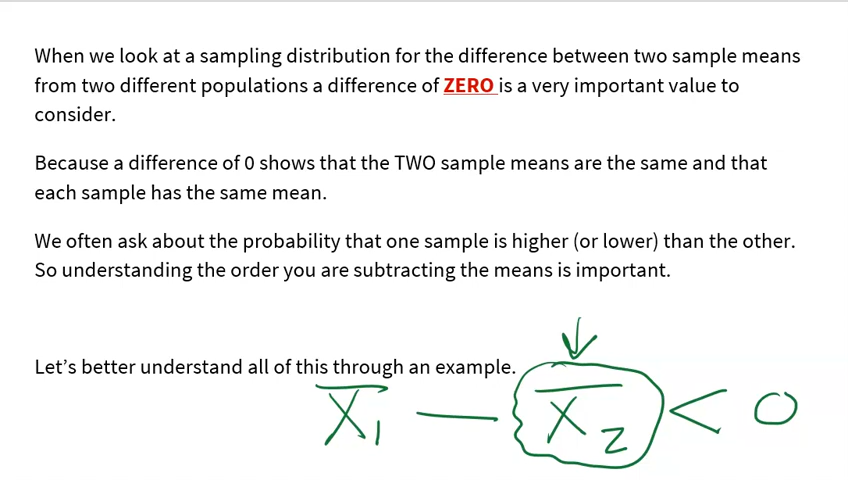 When we look at a sampling distribution for the difference between two sample means
from two different populations a difference of ZERO is a very important value to
consider.
Because a difference of 0 shows that the TWO sample means are the same and that
each sample has the same mean.
We often ask about the probability that one sample is higher (or lower) than the other.
So understanding the order you are subtracting the means is important.
Let’s better understand all of this through an example.
X̅₁ — X̅₂ < 0